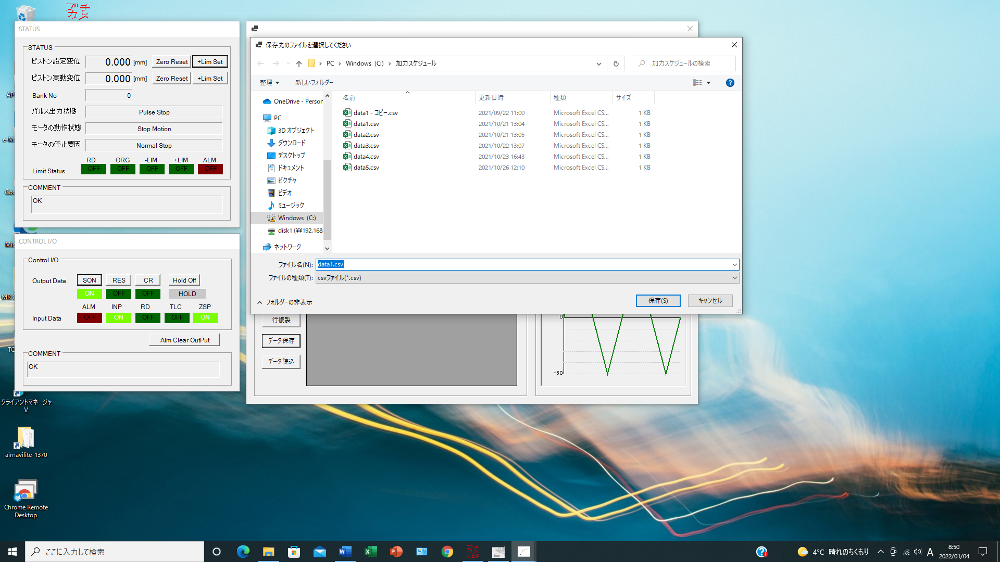 プチ
カメ
STATUS
STATUS
ピストン設定変位
0.000
[mm]
Zero Reset
+Lim Set
ピストン実動変位
0.000
[mm]
Zero Reset
+Lim Set
Bank No
0
パルス出力状態
Pulse Stop
モータの動作状態
Stop Motion
モータの停止要因
Normal Stop
RD ORG -LIM +LIM ALM
Limit Status
OFF OFF OFF OFF OFF
COMMENT
OK
CONTROL I/O
Control I/O
Output Data
SON RES CR Hold Off
ON OFF OFF HOLD
ALM INP RD TLC ZSP
Input Data
OFF ON OFF OFF ON
Alm Clear OutPut
COMMENT
OK
保存先のファイルを選択してください
PC › Windows (C:) › 加力スケジュール
加力スケジュールの検索
整理
新しいフォルダー
OneDrive - Person
PC
3D オブジェクト
ダウンロード
デスクトップ
ドキュメント
ピクチャ
ビデオ
ミュージック
Windows (C:)
disk1 (¥¥192.168.
ネットワーク
名前 更新日時 種類 サイズ
data1 - コピー.csv 2021/09/22 11:00 Microsoft Excel CS... 1 KB
data1.csv 2021/10/21 13:04 Microsoft Excel CS... 1 KB
data2.csv 2021/10/21 13:05 Microsoft Excel CS... 1 KB
data3.csv 2021/10/22 13:07 Microsoft Excel CS... 1 KB
data4.csv 2021/10/23 16:43 Microsoft Excel CS... 1 KB
data5.csv 2021/10/26 12:10 Microsoft Excel CS... 1 KB
ファイル名(N):
data1.csv
ファイルの種類(T):
csvファイル(*.csv)
フォルダーの非表示
保存(S)
キャンセル
行複製
データ保存
データ読込
0
-50
クライアントマネージャ
V
airnavilite-1370
Chrome Remote
Desktop
ここに入力して検索
VIEW
4°C 晴れのちくもり
A
8:50
2022/01/04